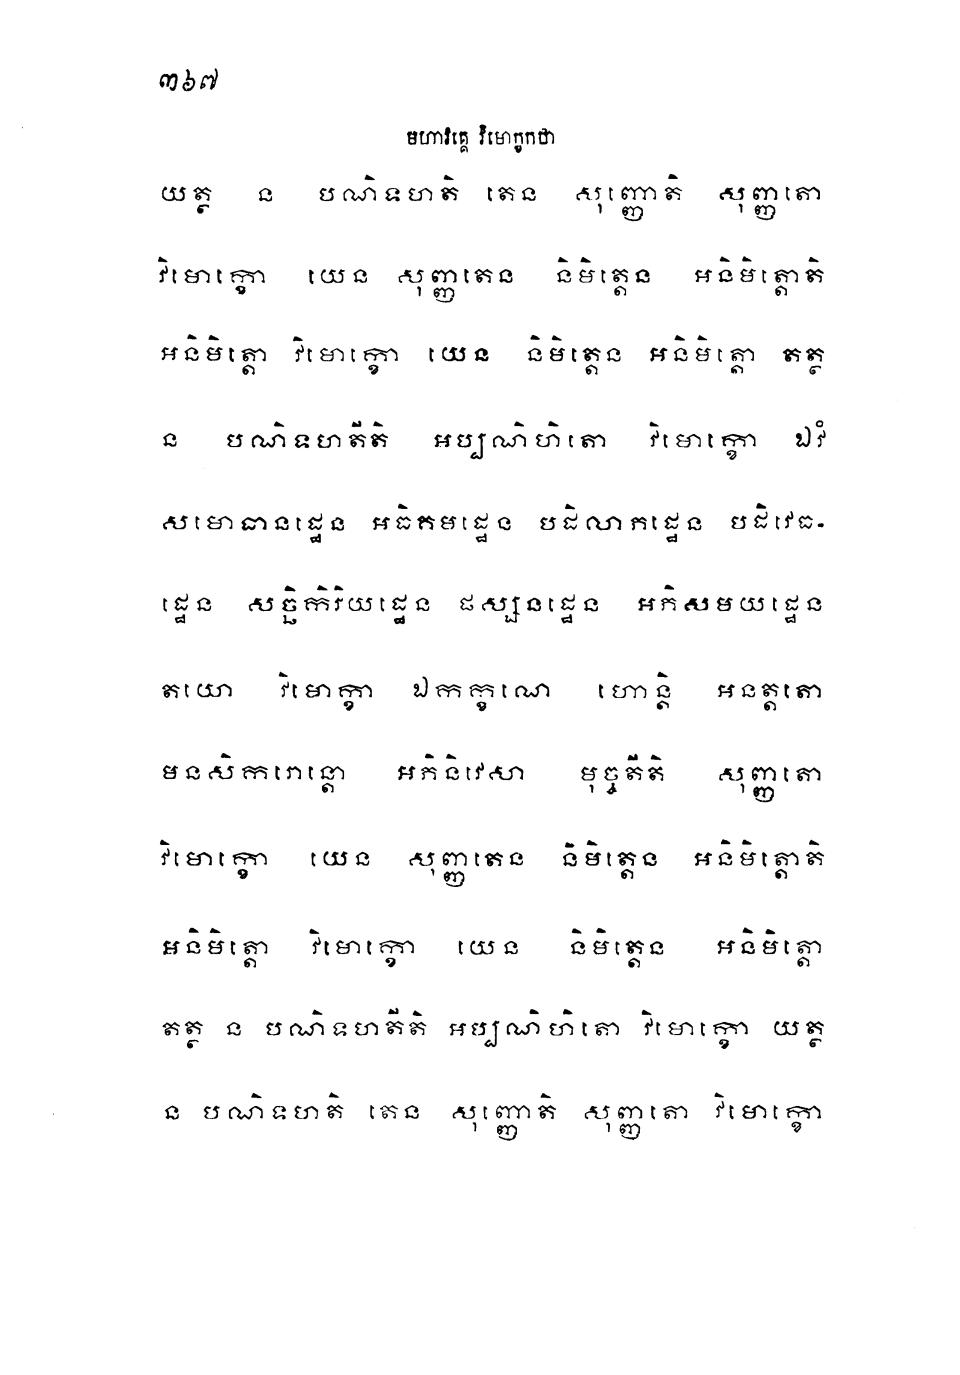 ៣៦៧
មហាវគ្គេ វិមោក្ខកថា
យត្ថ ន បណិទហតិ តេន សុញ្ញោតិ សុញ្ញតោ
វិមោក្ខោ យេន សុញ្ញតេន និមិត្តេន អនិមិត្តោតិ
អនិមិត្តោ វិមោក្ខោ យេន និមិត្តេន អនិមិត្តោ តត្ថ
ន បណិទហតីតិ អប្បណិហិតោ វិមោក្ខោ ឯវំ
សមោធានដ្ឋេន អធិគមដ្ឋេន បដិលាភដ្ឋេន បដិវេធ-
ដ្ឋេន សច្ឆិកិរិយដ្ឋេន ផស្សនដ្ឋេន អភិសមយដ្ឋេន
តយោ វិមោក្ខា ឯកក្ខណេ ហោន្តិ អនត្តតោ
មនសិករោន្តោ អភិនិវេសា មុច្ចតីតិ សុញ្ញតោ
វិមោក្ខោ យេន សុញ្ញតេន និមិត្តេន អនិមិត្តោតិ
អនិមិត្តោ វិមោក្ខោ យេន និមិត្តេន អនិមិត្តោ
តត្ថ ន បណិទហតីតិ អប្បណិហិតោ វិមោក្ខោ យត្ថ
ន បណិទហតិ តេន សុញ្ញោតិ សុញ្ញតោ វិមោក្ខោ